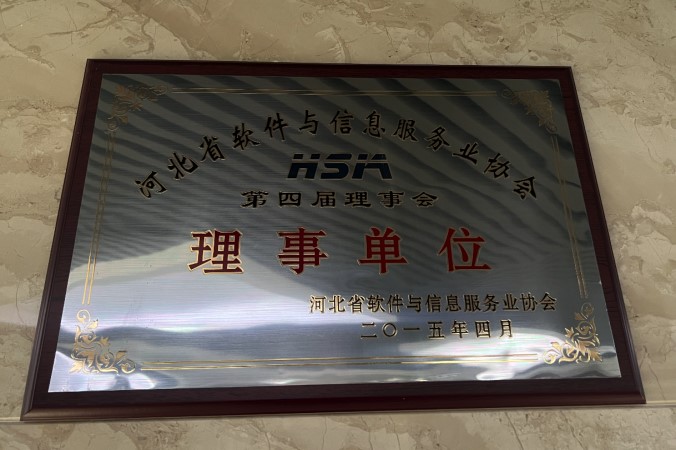 河北省软件与信息服务业协会
HSIA
第四届理事会
理事单位
河北省软件与信息服务业协会
二〇一五年四月